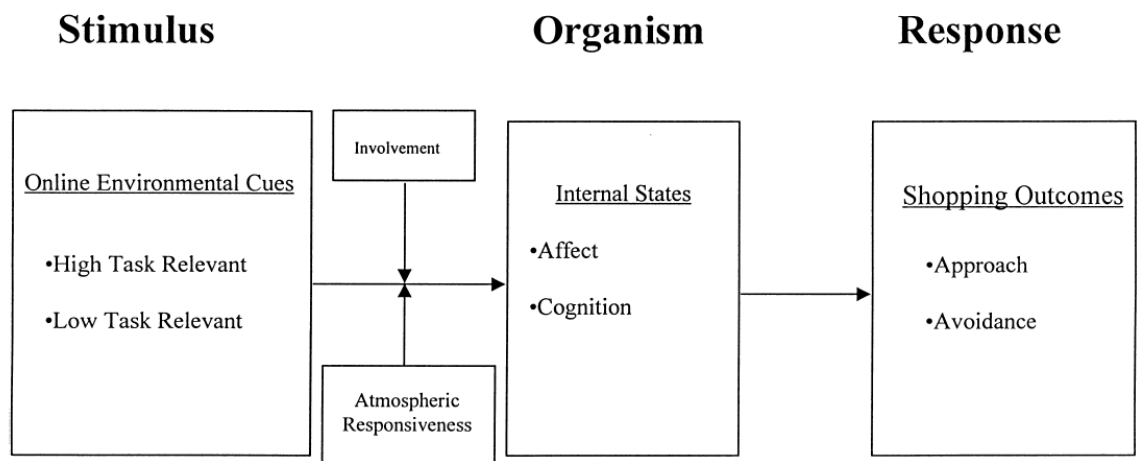 Stimulus
Organism
Response
Online Environmental Cues
•High Task Relevant
•Low Task Relevant
Involvement
Atmospheric
Responsiveness
Internal States
•Affect
•Cognition
Shopping Outcomes
•Approach
•Avoidance